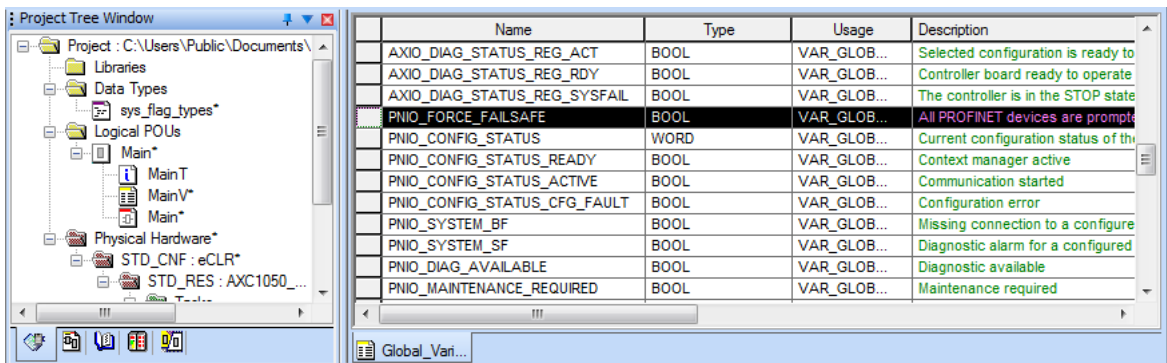 Project Tree Window
Project : C:\Users\Public\Documents\
Libraries
Data Types
sys_flag_types*
Logical POUs
Main*
MainT
MainV*
Main*
Physical Hardware*
STD_CNF : eCLR*
STD_RES : AXC1050_...
Name Type Usage Description
AXIO_DIAG_STATUS_REG_ACT BOOL VAR_GLOB... Selected configuration is ready to
AXIO_DIAG_STATUS_REG_RDY BOOL VAR_GLOB... Controller board ready to operate
AXIO_DIAG_STATUS_REG_SYSFAIL BOOL VAR_GLOB... The controller is in the STOP state
PNIO_FORCE_FAILSAFE BOOL VAR_GLOB... All PROFINET devices are prompte
PNIO_CONFIG_STATUS WORD VAR_GLOB... Current configuration status of the
PNIO_CONFIG_STATUS_READY BOOL VAR_GLOB... Context manager active
PNIO_CONFIG_STATUS_ACTIVE BOOL VAR_GLOB... Communication started
PNIO_CONFIG_STATUS_CFG_FAULT BOOL VAR_GLOB... Configuration error
PNIO_SYSTEM_BF BOOL VAR_GLOB... Missing connection to a configure
PNIO_SYSTEM_SF BOOL VAR_GLOB... Diagnostic alarm for a configured
PNIO_DIAG_AVAILABLE BOOL VAR_GLOB... Diagnostic available
PNIO_MAINTENANCE_REQUIRED BOOL VAR_GLOB... Maintenance required
Global_Vari...